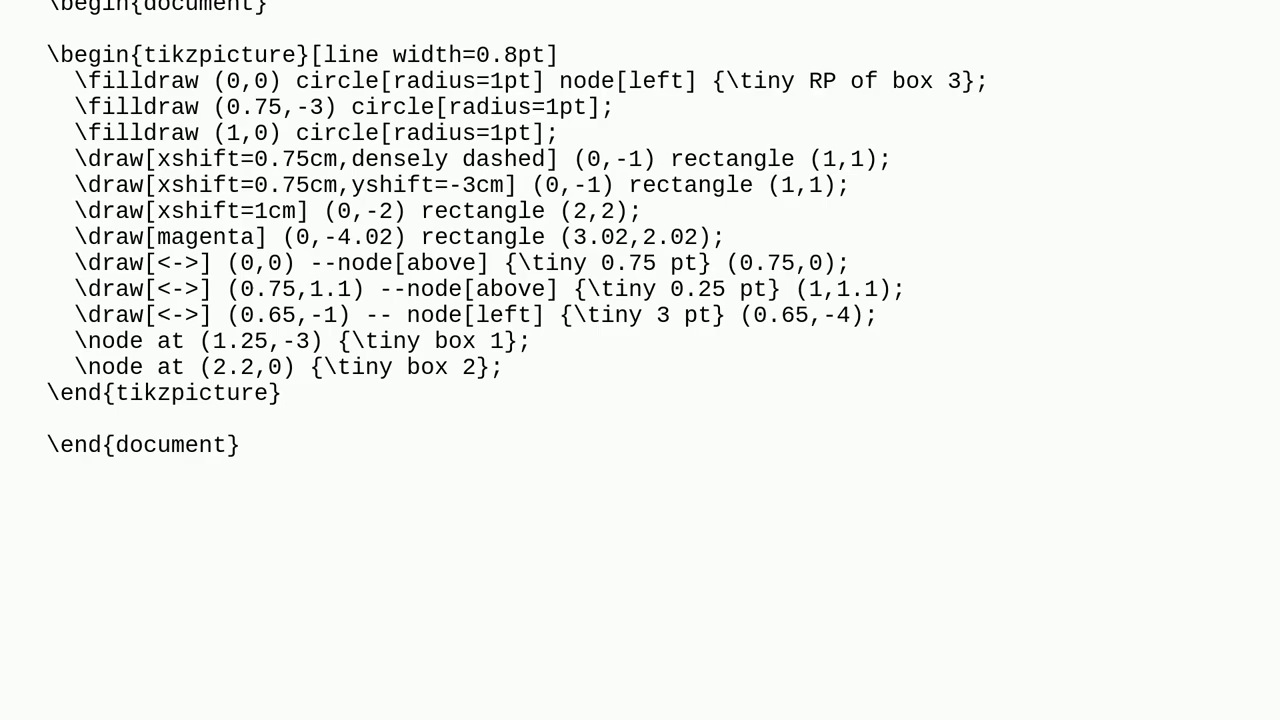 \begin{document}

\begin{tikzpicture}[line width=0.8pt]
  \filldraw (0,0) circle[radius=1pt] node[left] {\tiny RP of box 3};
  \filldraw (0.75,-3) circle[radius=1pt];
  \filldraw (1,0) circle[radius=1pt];
  \draw[xshift=0.75cm,densely dashed] (0,-1) rectangle (1,1);
  \draw[xshift=0.75cm,yshift=-3cm] (0,-1) rectangle (1,1);
  \draw[xshift=1cm] (0,-2) rectangle (2,2);
  \draw[magenta] (0,-4.02) rectangle (3.02,2.02);
  \draw[<->] (0,0) --node[above] {\tiny 0.75 pt} (0.75,0);
  \draw[<->] (0.75,1.1) --node[above] {\tiny 0.25 pt} (1,1.1);
  \draw[<->] (0.65,-1) -- node[left] {\tiny 3 pt} (0.65,-4);
  \node at (1.25,-3) {\tiny box 1};
  \node at (2.2,0) {\tiny box 2};
\end{tikzpicture}

\end{document}